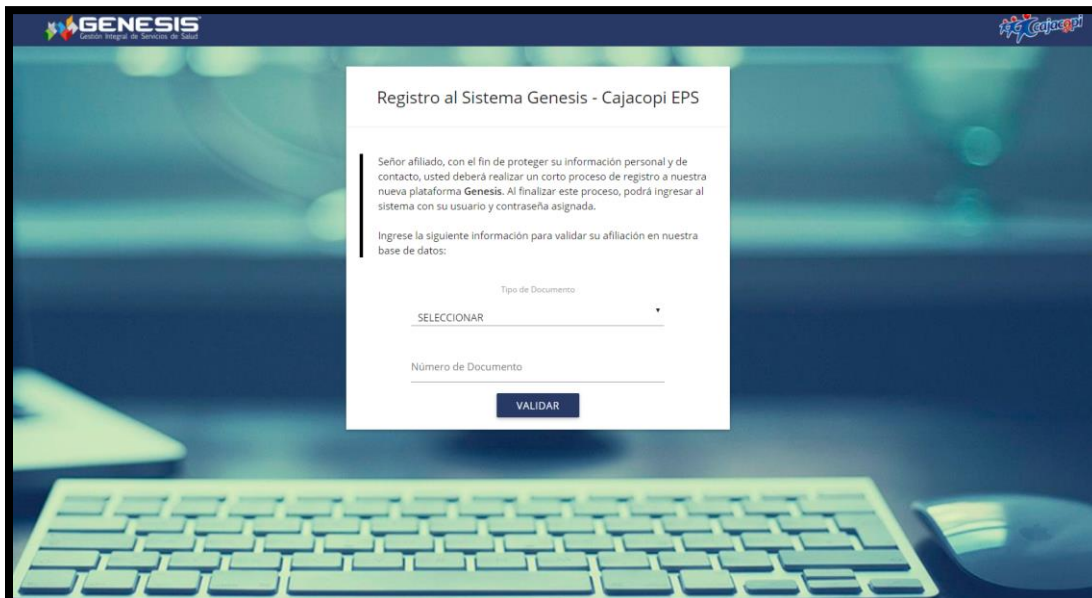 GENESIS
Gestión Integral de Servicios de Salud
Cajacopi
Registro al Sistema Genesis - Cajacopi EPS
Señor afiliado, con el fin de proteger su información personal y de
contacto, usted deberá realizar un corto proceso de registro a nuestra
nueva plataforma Genesis. Al finalizar este proceso, podrá ingresar al
sistema con su usuario y contraseña asignada.
Ingrese la siguiente información para validar su afiliación en nuestra
base de datos:
Tipo de Documento
SELECCIONAR
Número de Documento
VALIDAR